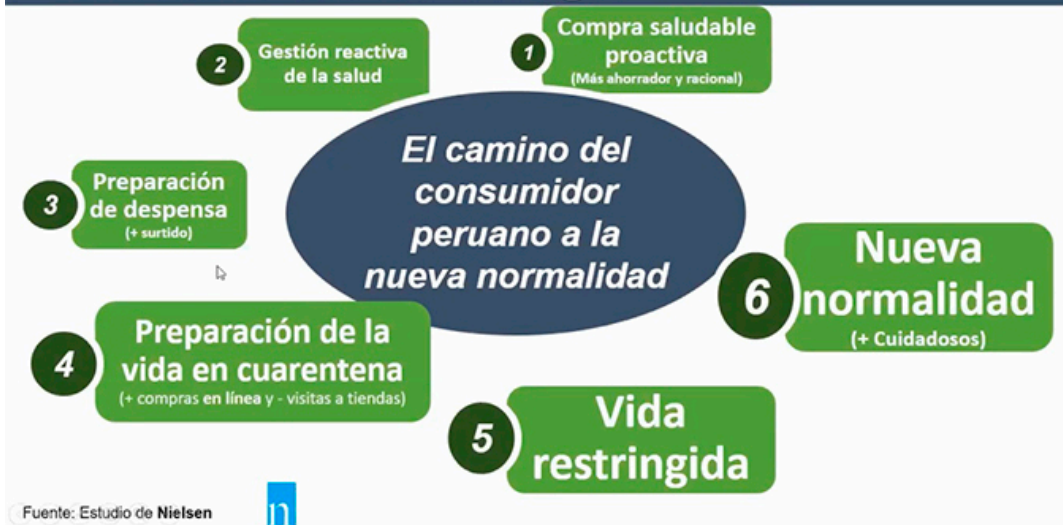 El camino del
consumidor
peruano a la
nueva normalidad
1
Compra saludable
proactiva
(Más ahorrador y racional)
2
Gestión reactiva
de la salud
3
Preparación
de despensa
(+ surtido)
4
Preparación de la
vida en cuarentena
(+ compras en línea y - visitas a tiendas)
5
Vida
restringida
6
Nueva
normalidad
(+ Cuidadosos)
Fuente: Estudio de Nielsen
n